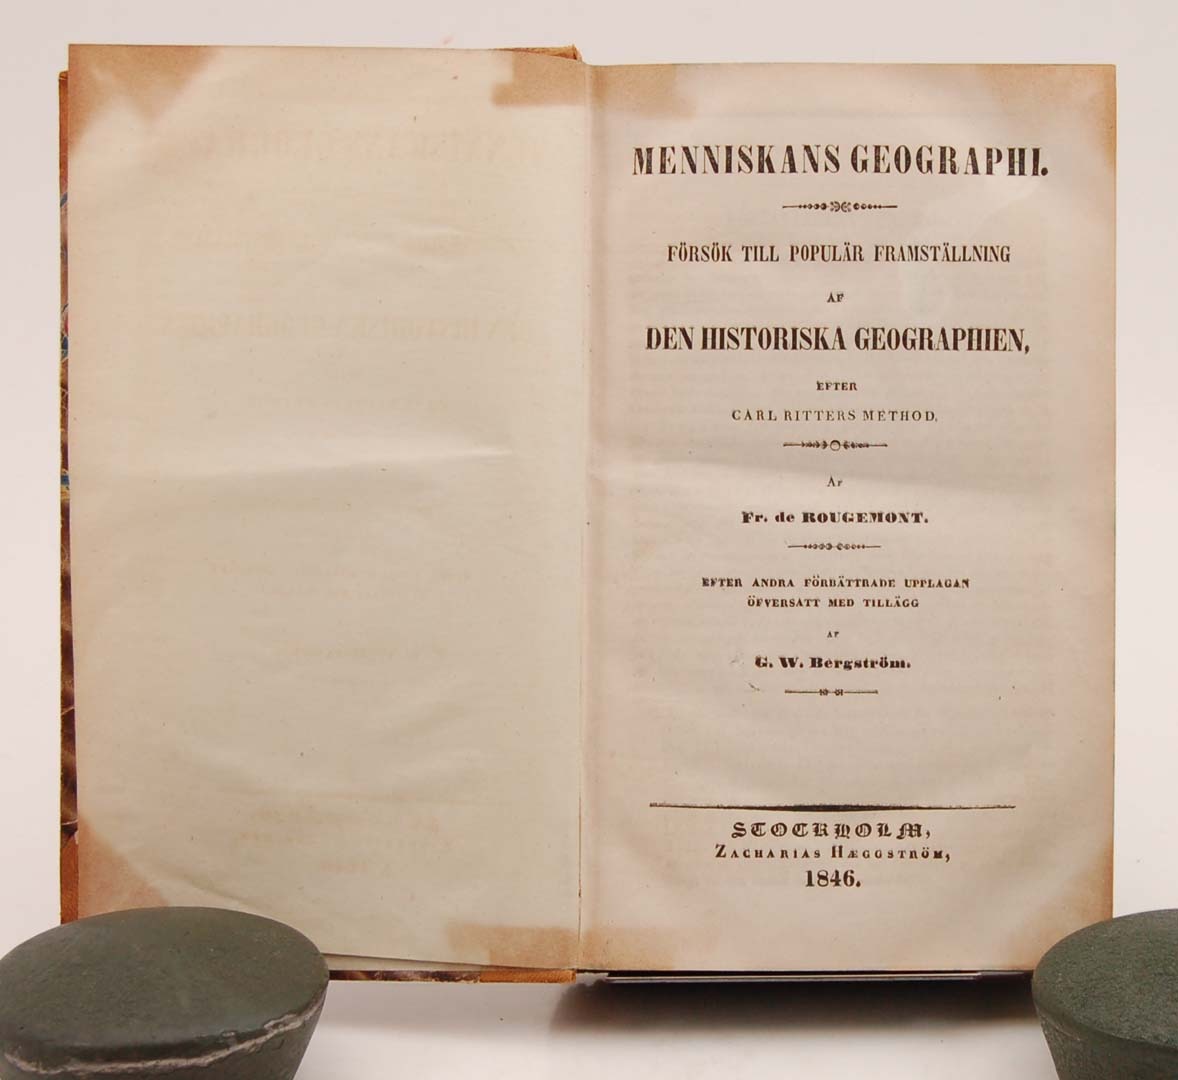 MENNISKANS GEOGRAPHI.
FÖRSÖK TILL POPULÄR FRAMSTÄLLNING
AF
DEN HISTORISKA GEOGRAPHIEN,
EFTER
CARL RITTERS METHOD,
AF
Fr. de ROUGEMONT.
EFTER ANDRA FÖRBÄTTRADE UPPLAGAN
ÖFVERSATT MED TILLÄGG
AF
G. W. Bergström.
STOCKHOLM,
ZACHARIAS HÆGGSTRÖM,
1846.